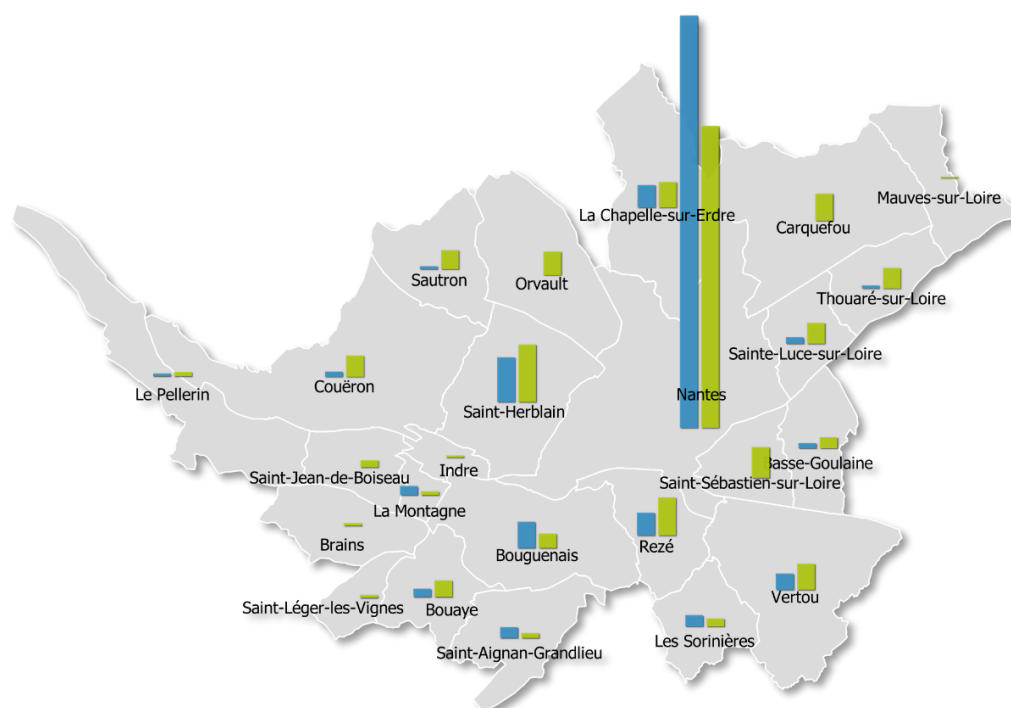 Mauves-sur-Loire
La Chapelle-sur-Erdre
Carquefou
Sautron
Orvault
Thouaré-sur-Loire
Sainte-Luce-sur-Loire
Couëron
Le Pellerin
Nantes
Saint-Herblain
Basse-Goulaine
Indre
Saint-Jean-de-Boiseau
Saint-Sébastien-sur-Loire
La Montagne
Brains
Rezé
Bouguenais
Vertou
Saint-Léger-les-Vignes
Bouaye
Les Sorinières
Saint-Aignan-Grandlieu